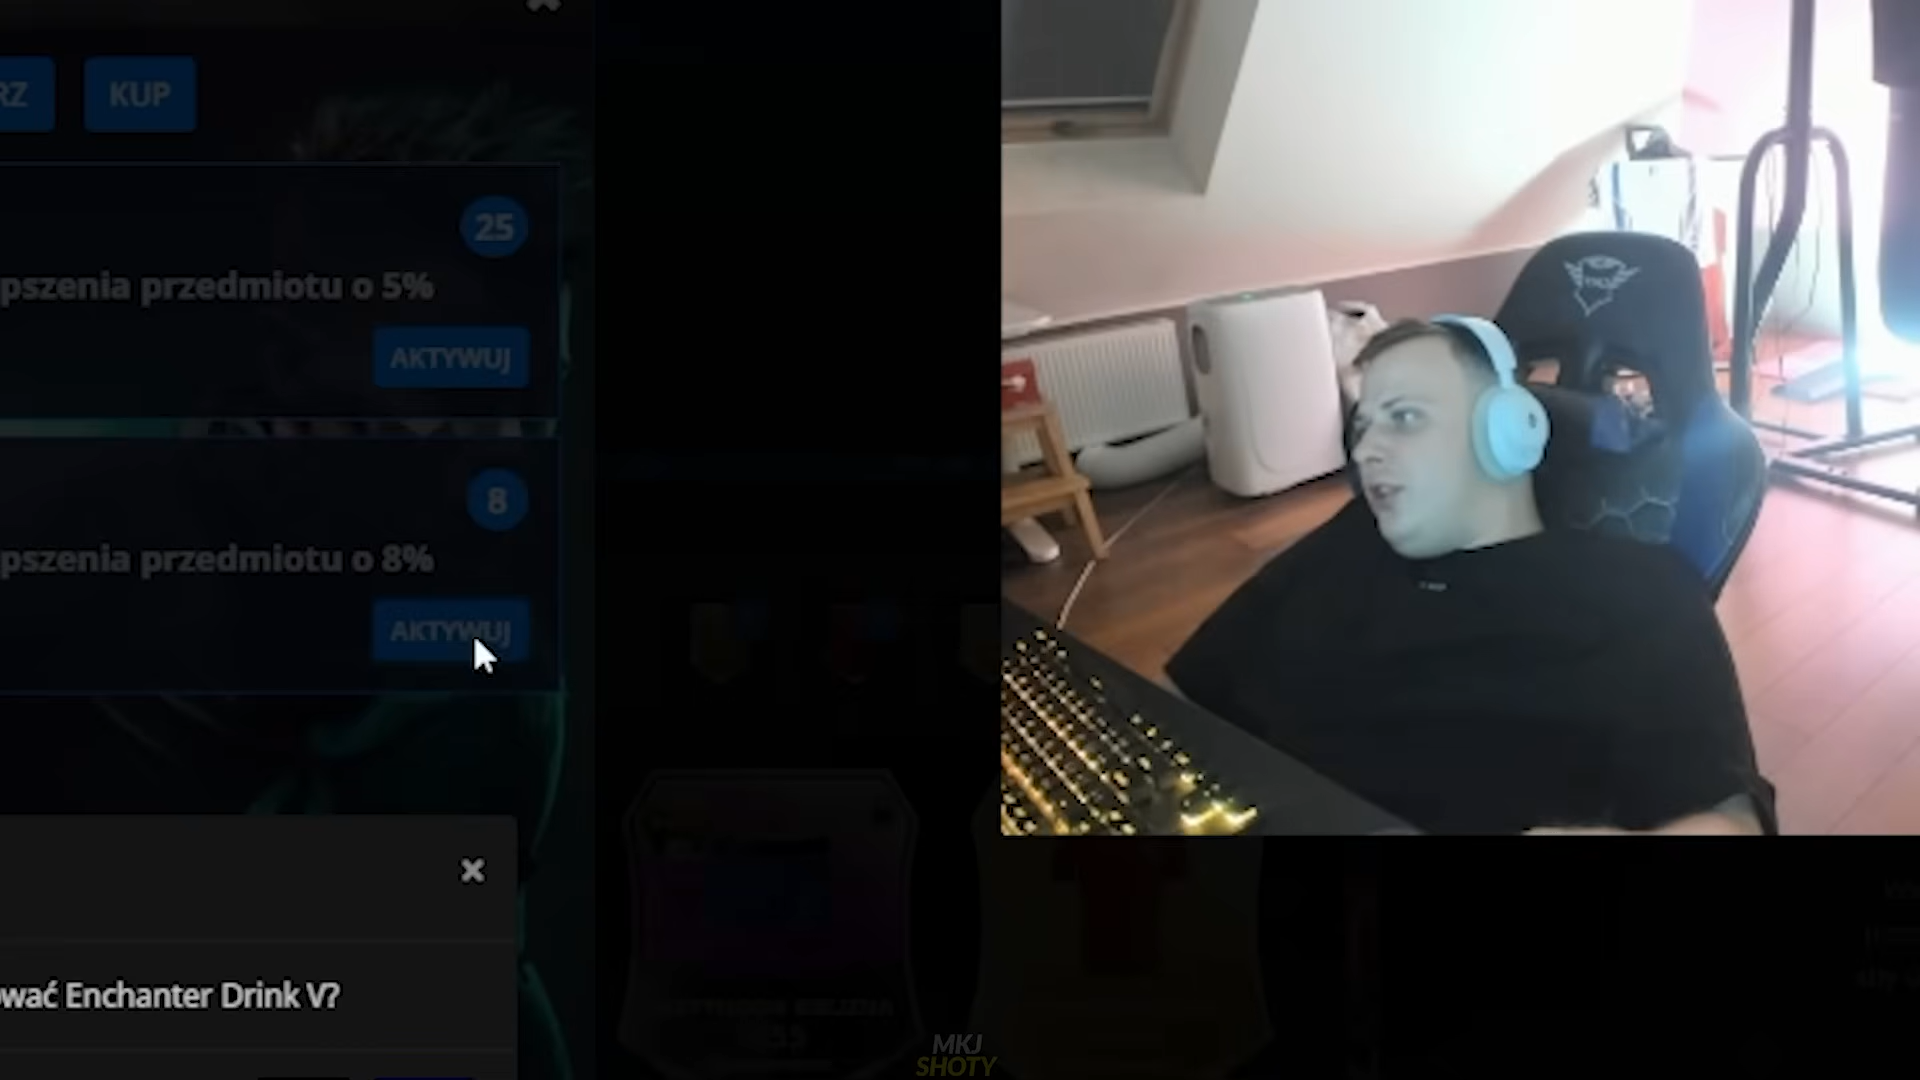 RZ
KUP
25
pszenia przedmiotu o 5%
AKTYWUJ
8
pszenia przedmiotu o 8%
AKTYWUJ
ować Enchanter Drink V?
MKJ
SHOTY